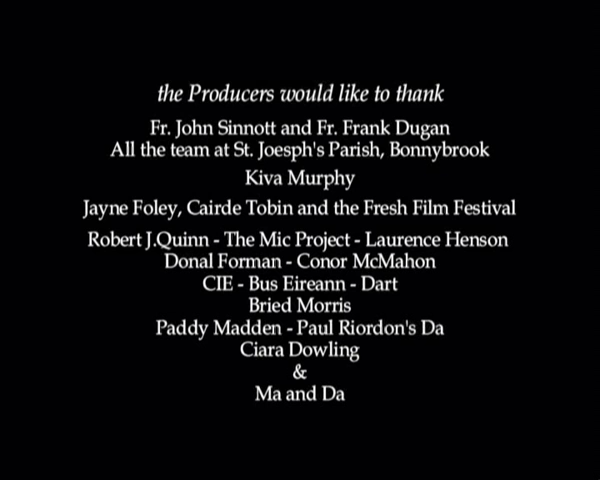 the Producers would like to thank
Fr. John Sinnott and Fr. Frank Dugan
All the team at St. Joesph's Parish, Bonnybrook
Kiva Murphy
Jayne Foley, Cairde Tobin and the Fresh Film Festival
Robert J.Quinn - The Mic Project - Laurence Henson
Donal Forman - Conor McMahon
CIE - Bus Eireann - Dart
Bried Morris
Paddy Madden - Paul Riordon's Da
Ciara Dowling
&
Ma and Da